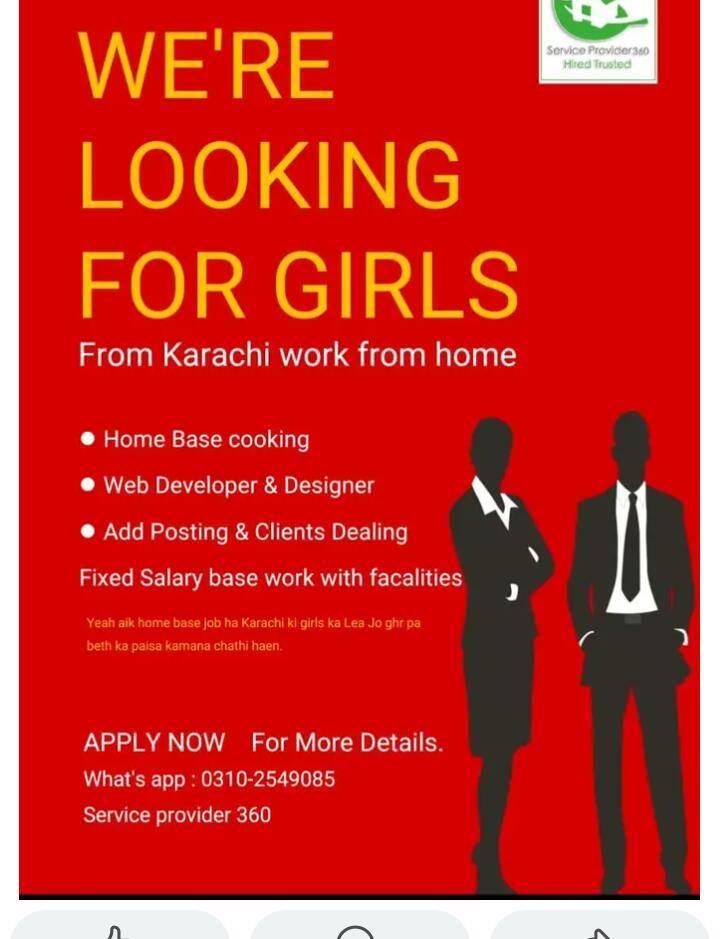 Service Provider360
Hired Trusted
WE'RE
LOOKING
FOR GIRLS
From Karachi work from home
● Home Base cooking
● Web Developer & Designer
● Add Posting & Clients Dealing
Fixed Salary base work with facalities
Yeah aik home base job ha Karachi ki girls ka Lea Jo ghr pa
beth ka paisa kamana chathi haen.
APPLY NOW For More Details.
What's app : 0310-2549085
Service provider 360